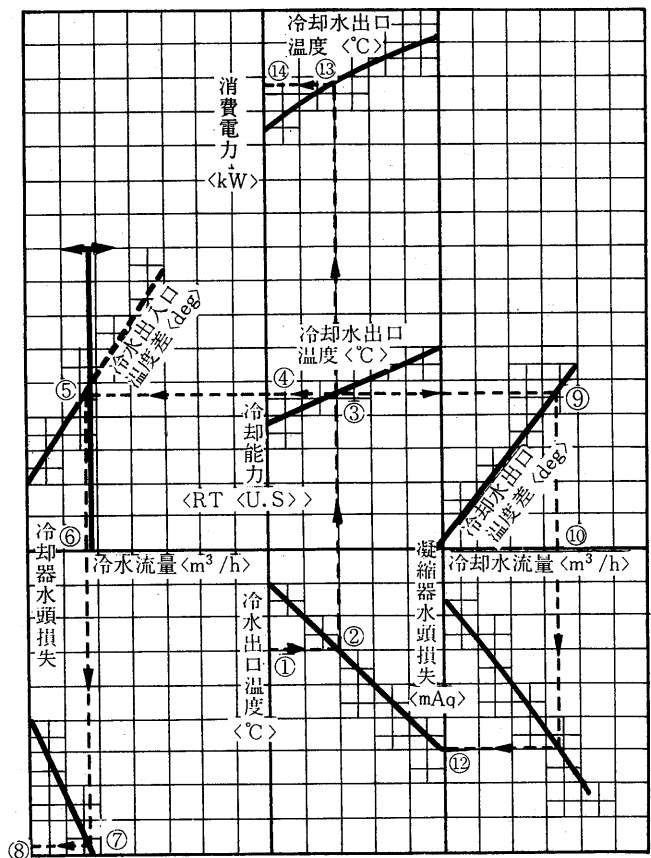 冷却水出口
温度<℃>
⑭
⑬
消費電力
<kW>
冷水出入口
温度差<deg>
冷却水出口
温度<℃>
⑤
④
③
⑨
冷却能力
<RT <U.S>>
冷却水出口
温度差<deg>
⑥
⑩
冷水流量<m³/h>
冷却水流量<m³/h>
冷却器水頭損失
冷水出口温度
<℃>
凝縮器水頭損失
<mAq>
①
②
⑫
⑦
⑧